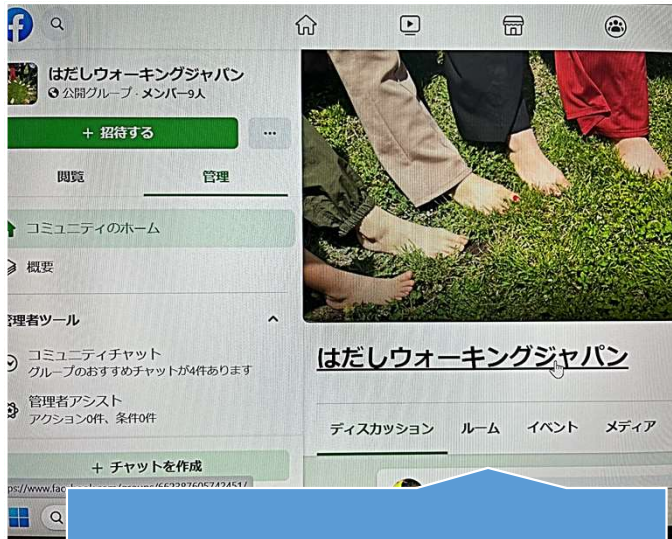 はだしウォーキングジャパン
公開グループ・メンバー9人
+ 招待する
閲覧
管理
コミュニティのホーム
概要
管理者ツール
コミュニティチャット
グループのおすすめチャットが4件あります
管理者アシスト
アクション0件、条件0件
+ チャットを作成
はだしウォーキングジャパン
ディスカッション ルーム イベント メディア